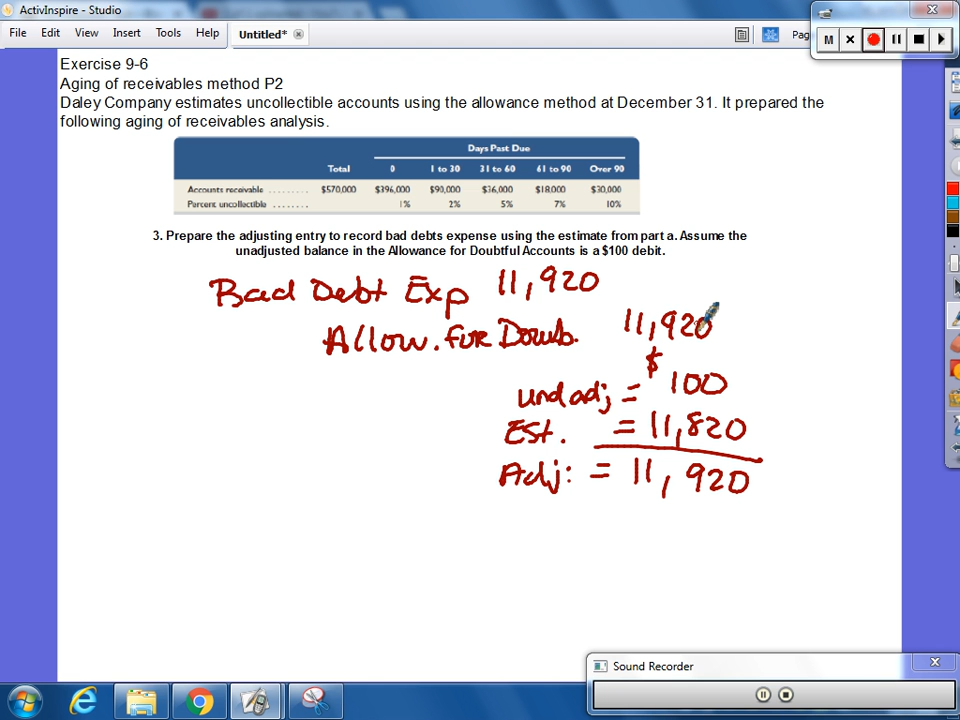 ActivInspire - Studio
File Edit View Insert Tools Help Untitled*
Pag
M
Exercise 9-6
Aging of receivables method P2
Daley Company estimates uncollectible accounts using the allowance method at December 31. It prepared the
following aging of receivables analysis.
Days Past Due
Total 0 1 to 30 31 to 60 61 to 90 Over 90
Accounts receivable ......... $570,000 $396,000 $90,000 $36,000 $18,000 $30,000
Percent uncollectible ........ 1% 2% 5% 7% 10%
3. Prepare the adjusting entry to record bad debts expense using the estimate from part a. Assume the
unadjusted balance in the Allowance for Doubtful Accounts is a $100 debit.
Bad Debt Exp 11,920
Allow. For Doub. 11,920
$
undadj = 100
Est. = 11,820
Adj: = 11,920
Sound Recorder